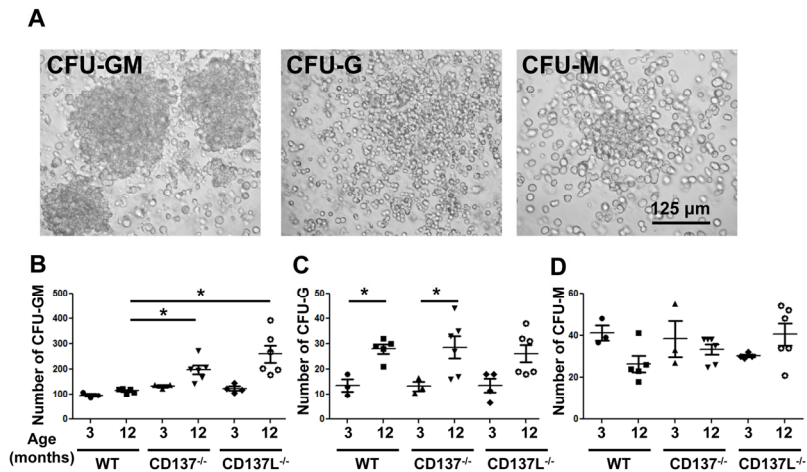 A
CFU-GM
CFU-G
CFU-M
125 µm
B
Number of CFU-GM
500
400
300
200
100
0
*
*
3 12 3 12 3 12
WT CD137-/- CD137L-/-
Age
(months)
C
Number of CFU-G
50
40
30
20
10
0
*
*
3 12 3 12 3 12
WT CD137-/- CD137L-/-
D
Number of CFU-M
60
40
20
0
3 12 3 12 3 12
WT CD137-/- CD137L-/-